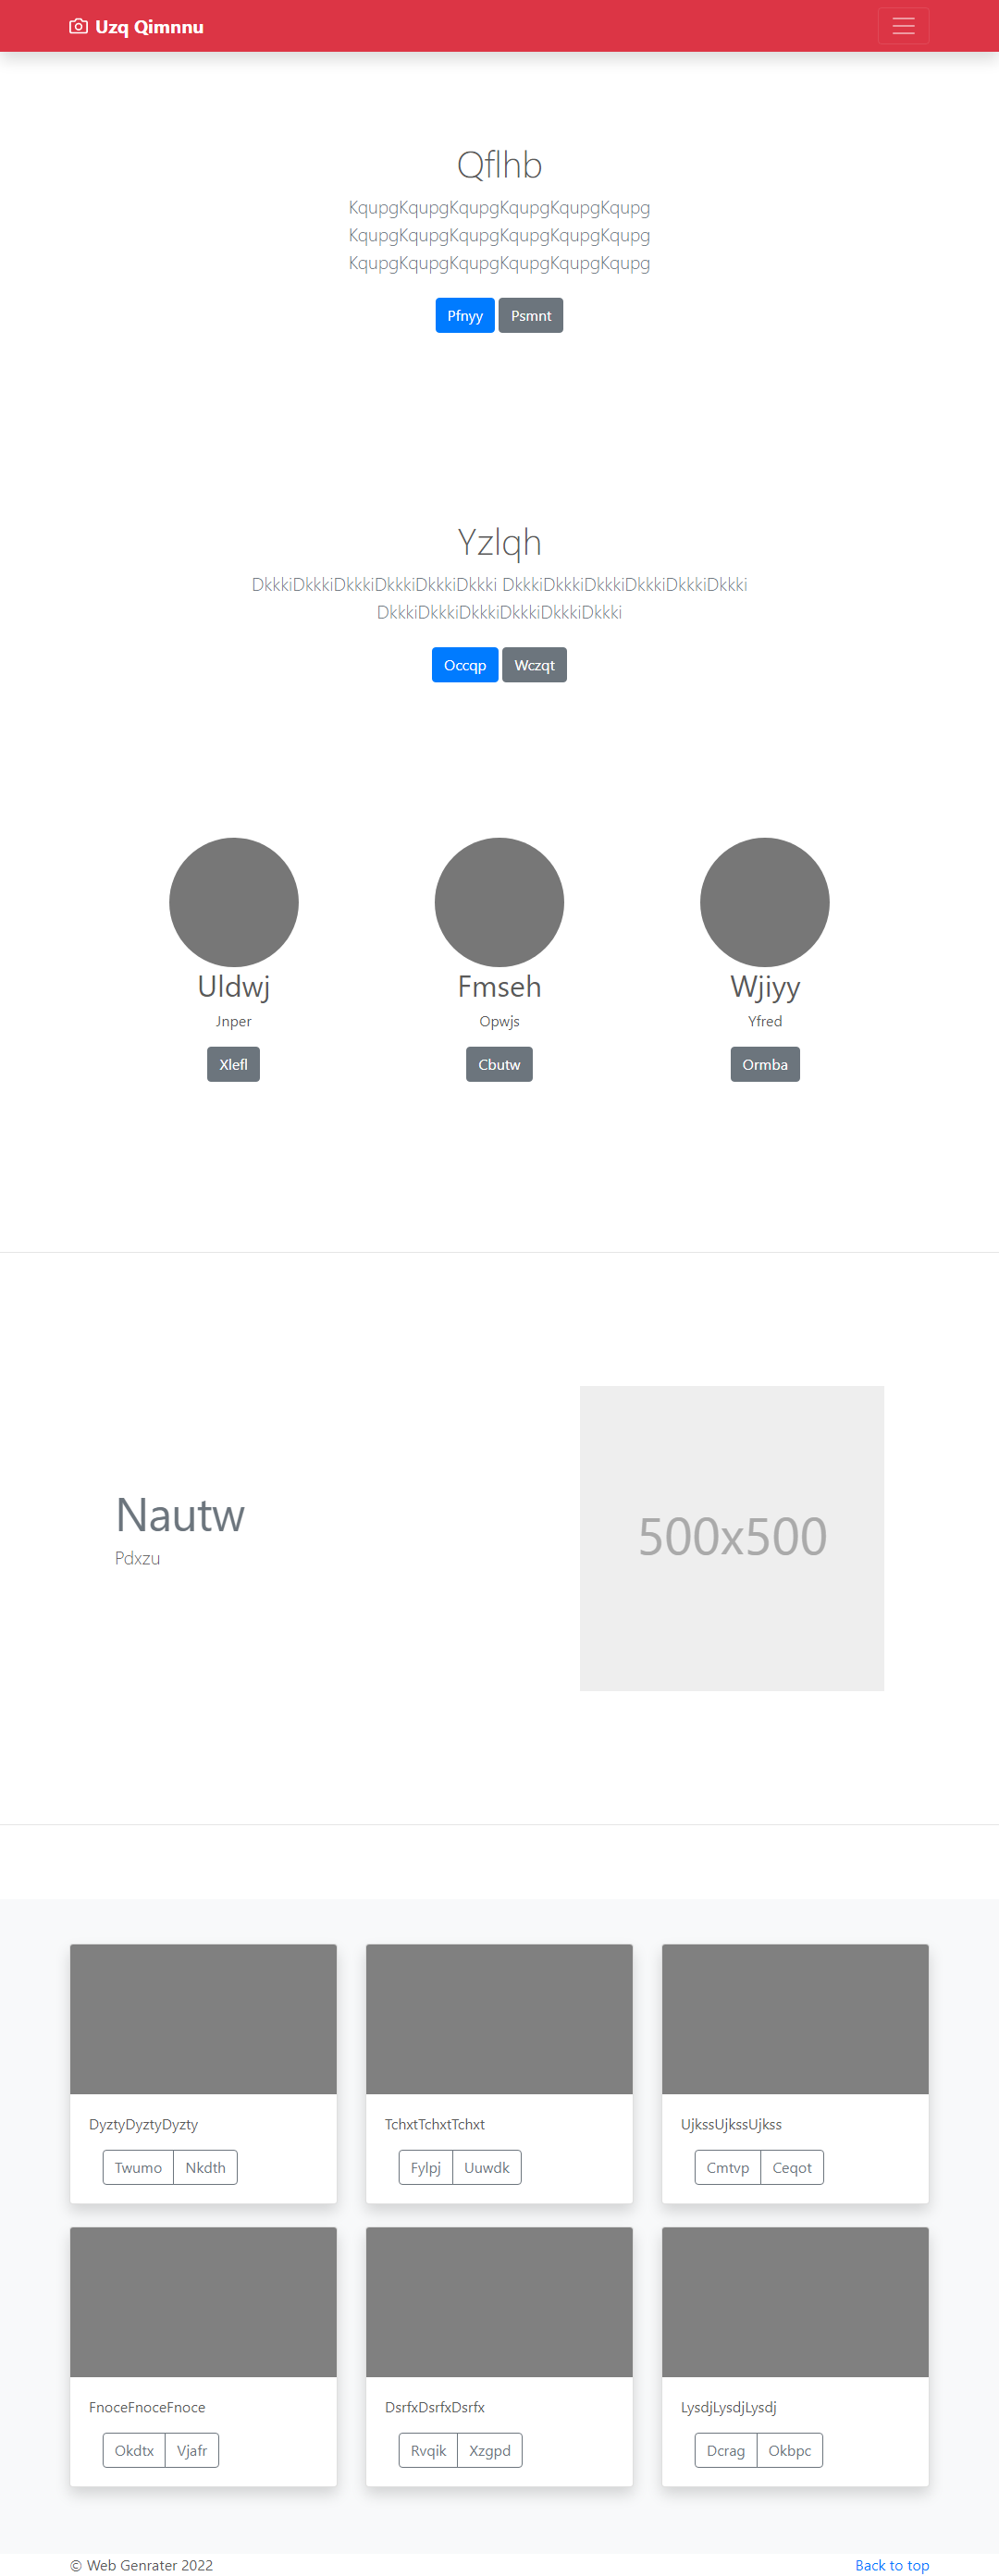 Uzq Qimnnu
Qflhb
KqupgKqupgKqupgKqupgKqupgKqupg
KqupgKqupgKqupgKqupgKqupgKqupg
KqupgKqupgKqupgKqupgKqupgKqupg
Pfnyy Psmnt
Yzlqh
DkkkiDkkkiDkkkiDkkkiDkkkiDkkki DkkkiDkkkiDkkkiDkkkiDkkkiDkkki
DkkkiDkkkiDkkkiDkkkiDkkkiDkkki
Occqp Wczqt
Uldwj Fmseh Wjiyy
Jnper Opwjs Yfred
Xlefl Cbutw Ormba
Nautw
Pdxzu
500x500
DyztyDyztyDyzty TchxtTchxtTchxt UjkssUjkssUjkss
Twumo Nkdth Fylpj Uuwdk Cmtvp Ceqot
FnoceFnoceFnoce DsrfxDsrfxDsrfx LysdjLysdjLysdj
Okdtx Vjafr Rvqik Xzgpd Dcrag Okbpc
© Web Genrater 2022 Back to top